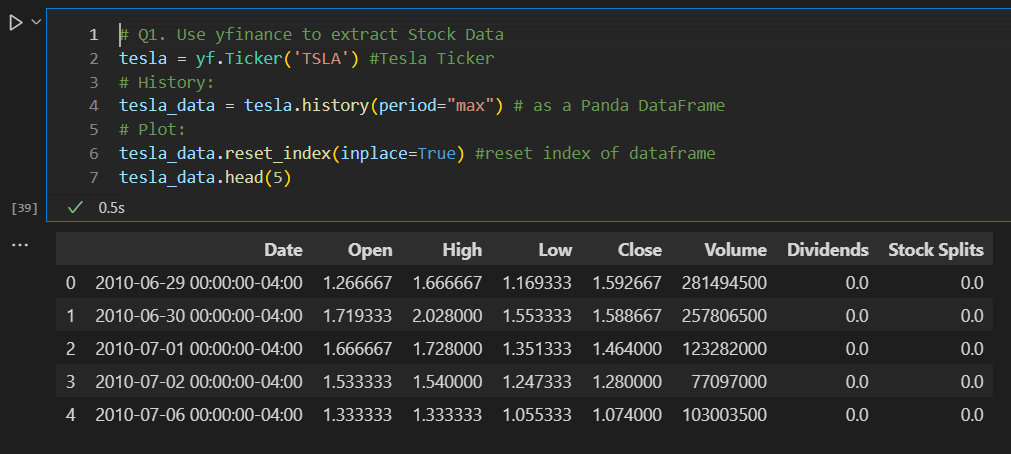 1 # Q1. Use yfinance to extract Stock Data
2 tesla = yf.Ticker('TSLA') #Tesla Ticker
3 # History:
4 tesla_data = tesla.history(period="max") # as a Panda DataFrame
5 # Plot:
6 tesla_data.reset_index(inplace=True) #reset index of dataframe
7 tesla_data.head(5)
[39] 0.5s
Date Open High Low Close Volume Dividends Stock Splits
0 2010-06-29 00:00:00-04:00 1.266667 1.666667 1.169333 1.592667 281494500 0.0 0.0
1 2010-06-30 00:00:00-04:00 1.719333 2.028000 1.553333 1.588667 257806500 0.0 0.0
2 2010-07-01 00:00:00-04:00 1.666667 1.728000 1.351333 1.464000 123282000 0.0 0.0
3 2010-07-02 00:00:00-04:00 1.533333 1.540000 1.247333 1.280000 77097000 0.0 0.0
4 2010-07-06 00:00:00-04:00 1.333333 1.333333 1.055333 1.074000 103003500 0.0 0.0